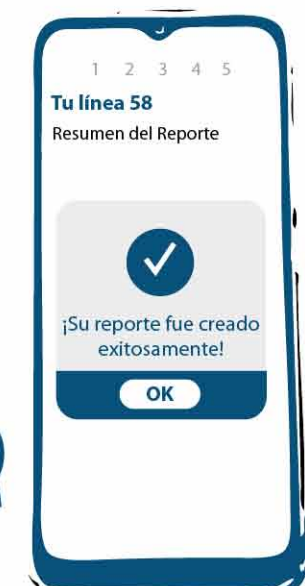 1 2 3 4 5
Tu línea 58
Resumen del Reporte
¡Su reporte fue creado
exitosamente!
OK